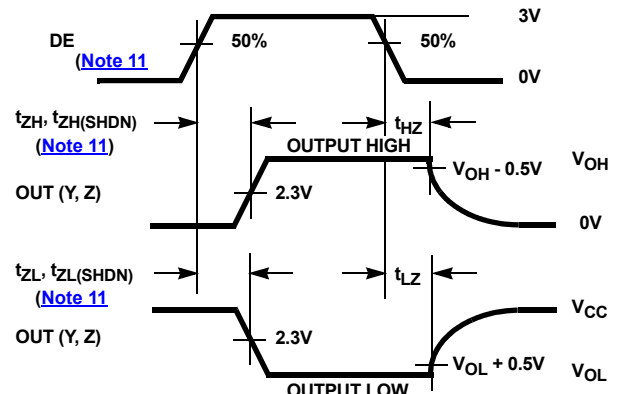 3V
DE
(Note 11
50%
50%
0V
tZH, tZH(SHDN)
(Note 11)
tHZ
OUTPUT HIGH
VOH - 0.5V
VOH
OUT (Y, Z)
2.3V
0V
tZL, tZL(SHDN)
(Note 11
tLZ
VCC
OUT (Y, Z)
2.3V
VOL + 0.5V
VOL
OUTPUT LOW